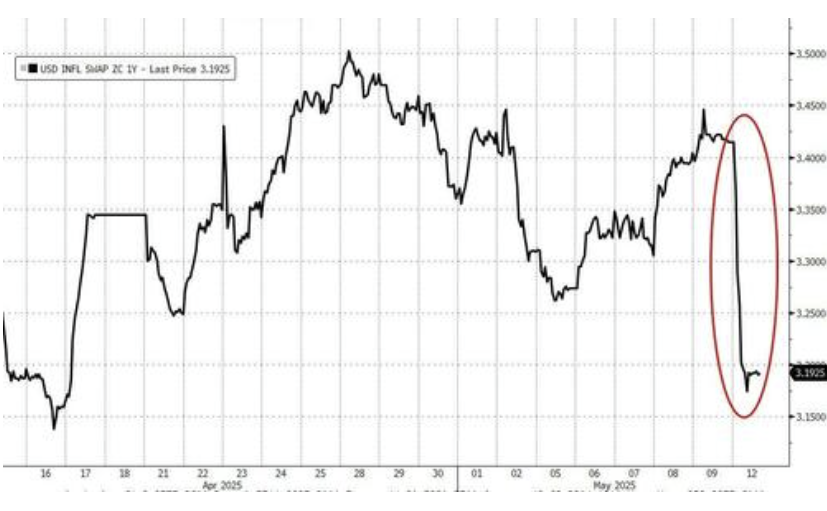 USD INFL SWAP ZC 1Y - Last Price 3.1925
3.5000
3.4500
3.4000
3.3500
3.3000
3.2500
3.1925
3.1500
16 17 18 21 22 23 24 25 28 29 30 01 02 05 06 07 08 09 12
Apr 2025 May 2025